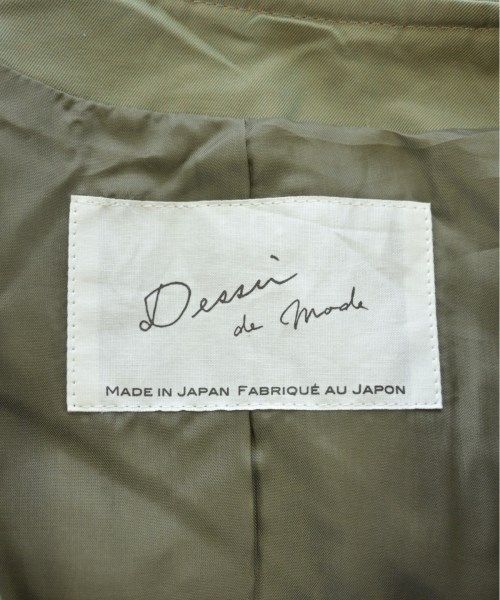 Dessin
de Mode
MADE IN JAPAN FABRIQUÉ AU JAPON